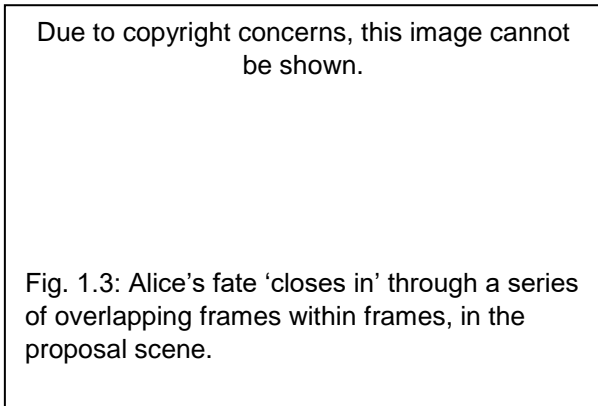 Due to copyright concerns, this image cannot
be shown.
Fig. 1.3: Alice’s fate ‘closes in’ through a series
of overlapping frames within frames, in the
proposal scene.